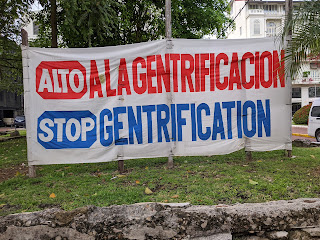 ALTO A LA GENTRIFICACION
STOP GENTRIFICATION